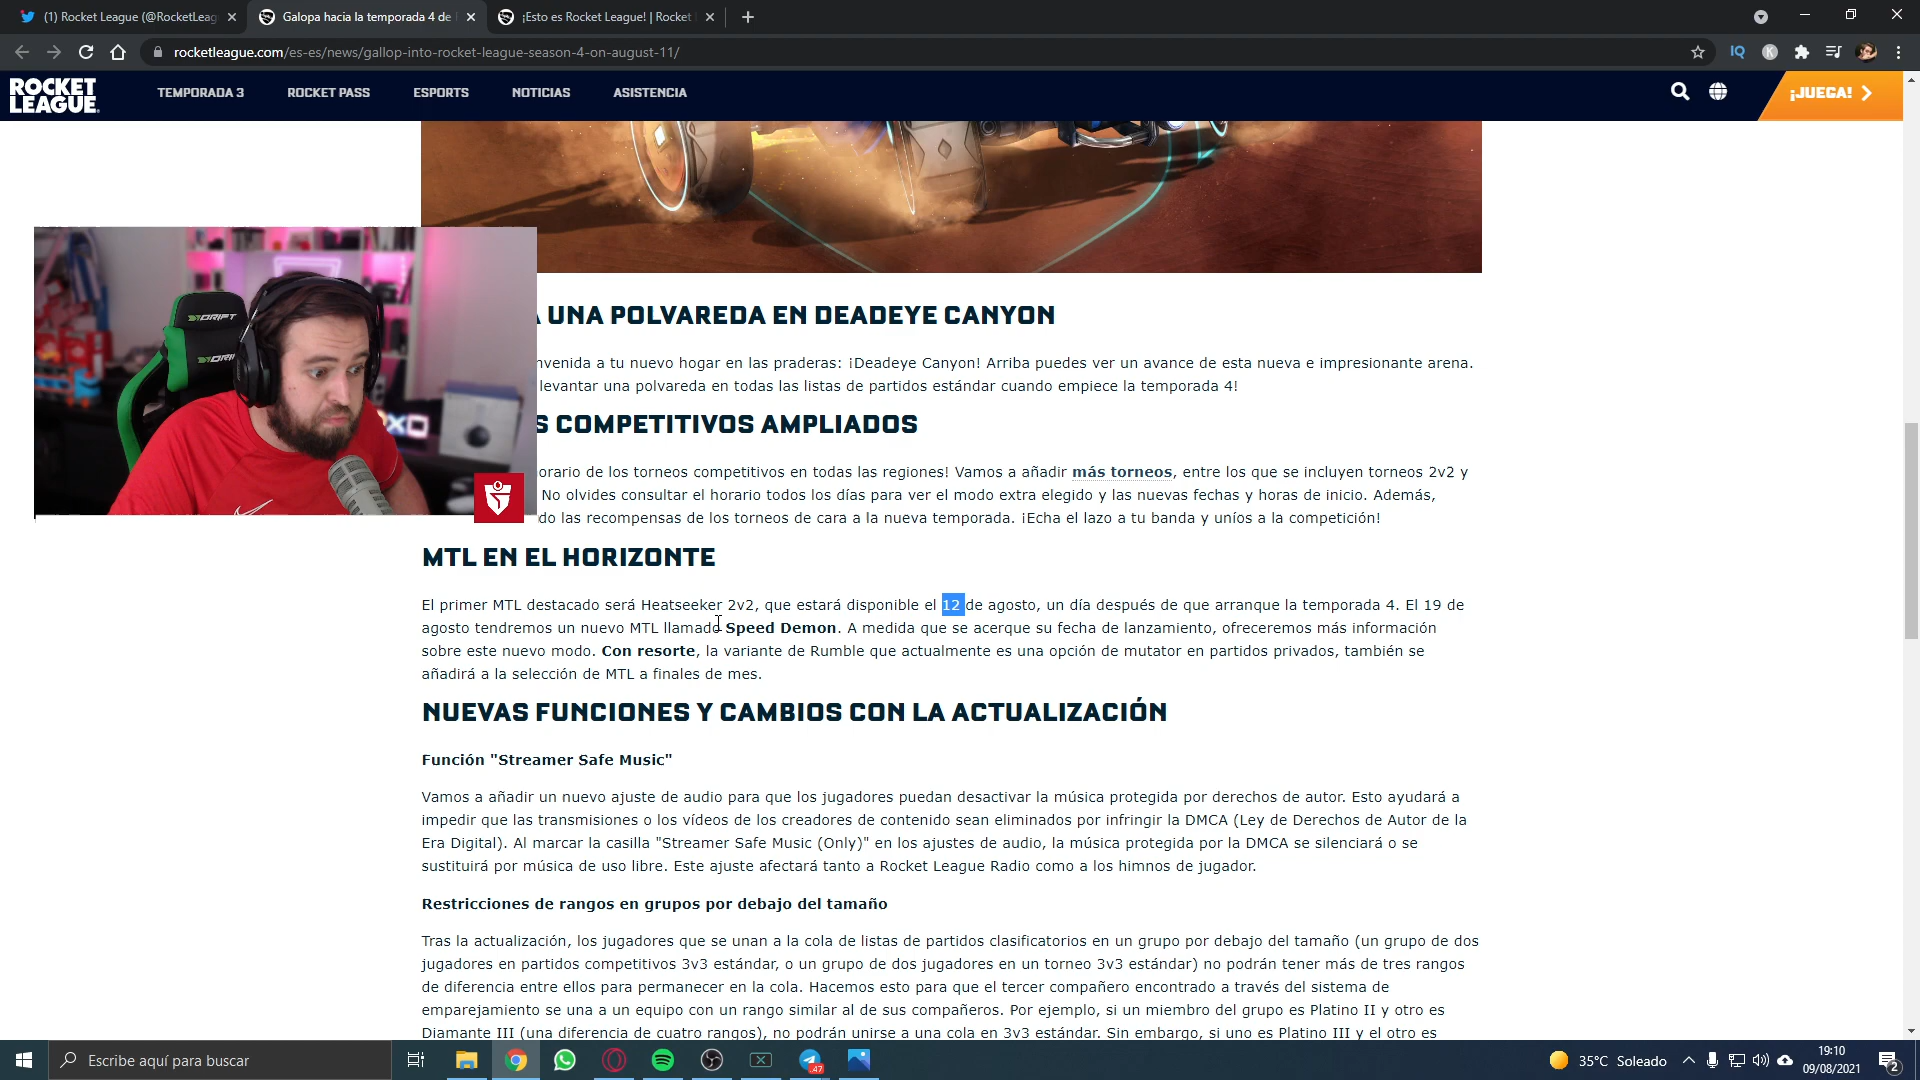 (1) Rocket League (@RocketLeag
Galopa hacia la temporada 4 de
¡Esto es Rocket League! | Rocket
rocketleague.com/es-es/news/gallop-into-rocket-league-season-4-on-august-11/
IQ
K
ROCKET
LEAGUE
TEMPORADA 3
ROCKET PASS
ESPORTS
NOTICIAS
ASISTENCIA
¡JUEGA!
UNA POLVAREDA EN DEADEYE CANYON
nvenida a tu nuevo hogar en las praderas: ¡Deadeye Canyon! Arriba puedes ver un avance de esta nueva e impresionante arena.
levantar una polvareda en todas las listas de partidos estándar cuando empiece la temporada 4!
S COMPETITIVOS AMPLIADOS
orario de los torneos competitivos en todas las regiones! Vamos a añadir más torneos, entre los que se incluyen torneos 2v2 y
No olvides consultar el horario todos los días para ver el modo extra elegido y las nuevas fechas y horas de inicio. Además,
do las recompensas de los torneos de cara a la nueva temporada. ¡Echa el lazo a tu banda y uníos a la competición!
DRIFT
MTL EN EL HORIZONTE
El primer MTL destacado será Heatseeker 2v2, que estará disponible el 12 de agosto, un día después de que arranque la temporada 4. El 19 de
agosto tendremos un nuevo MTL llamado Speed Demon. A medida que se acerque su fecha de lanzamiento, ofreceremos más información
sobre este nuevo modo. Con resorte, la variante de Rumble que actualmente es una opción de mutator en partidos privados, también se
añadirá a la selección de MTL a finales de mes.
NUEVAS FUNCIONES Y CAMBIOS CON LA ACTUALIZACIÓN
Función "Streamer Safe Music"
Vamos a añadir un nuevo ajuste de audio para que los jugadores puedan desactivar la música protegida por derechos de autor. Esto ayudará a
impedir que las transmisiones o los vídeos de los creadores de contenido sean eliminados por infringir la DMCA (Ley de Derechos de Autor de la
Era Digital). Al marcar la casilla "Streamer Safe Music (Only)" en los ajustes de audio, la música protegida por la DMCA se silenciará o se
sustituirá por música de uso libre. Este ajuste afectará tanto a Rocket League Radio como a los himnos de jugador.
Restricciones de rangos en grupos por debajo del tamaño
Tras la actualización, los jugadores que se unan a la cola de listas de partidos clasificatorios en un grupo por debajo del tamaño (un grupo de dos
jugadores en partidos competitivos 3v3 estándar, o un grupo de dos jugadores en un torneo 3v3 estándar) no podrán tener más de tres rangos
de diferencia entre ellos para permanecer en la cola. Hacemos esto para que el tercer compañero encontrado a través del sistema de
emparejamiento se una a un equipo con un rango similar al de sus compañeros. Por ejemplo, si un miembro del grupo es Platino II y otro es
Diamante III (una diferencia de cuatro rangos), no podrán unirse a una cola en 3v3 estándar. Sin embargo, si uno es Platino III y el otro es
Escribe aquí para buscar
47
35°C Soleado
19:10
09/08/2021
2